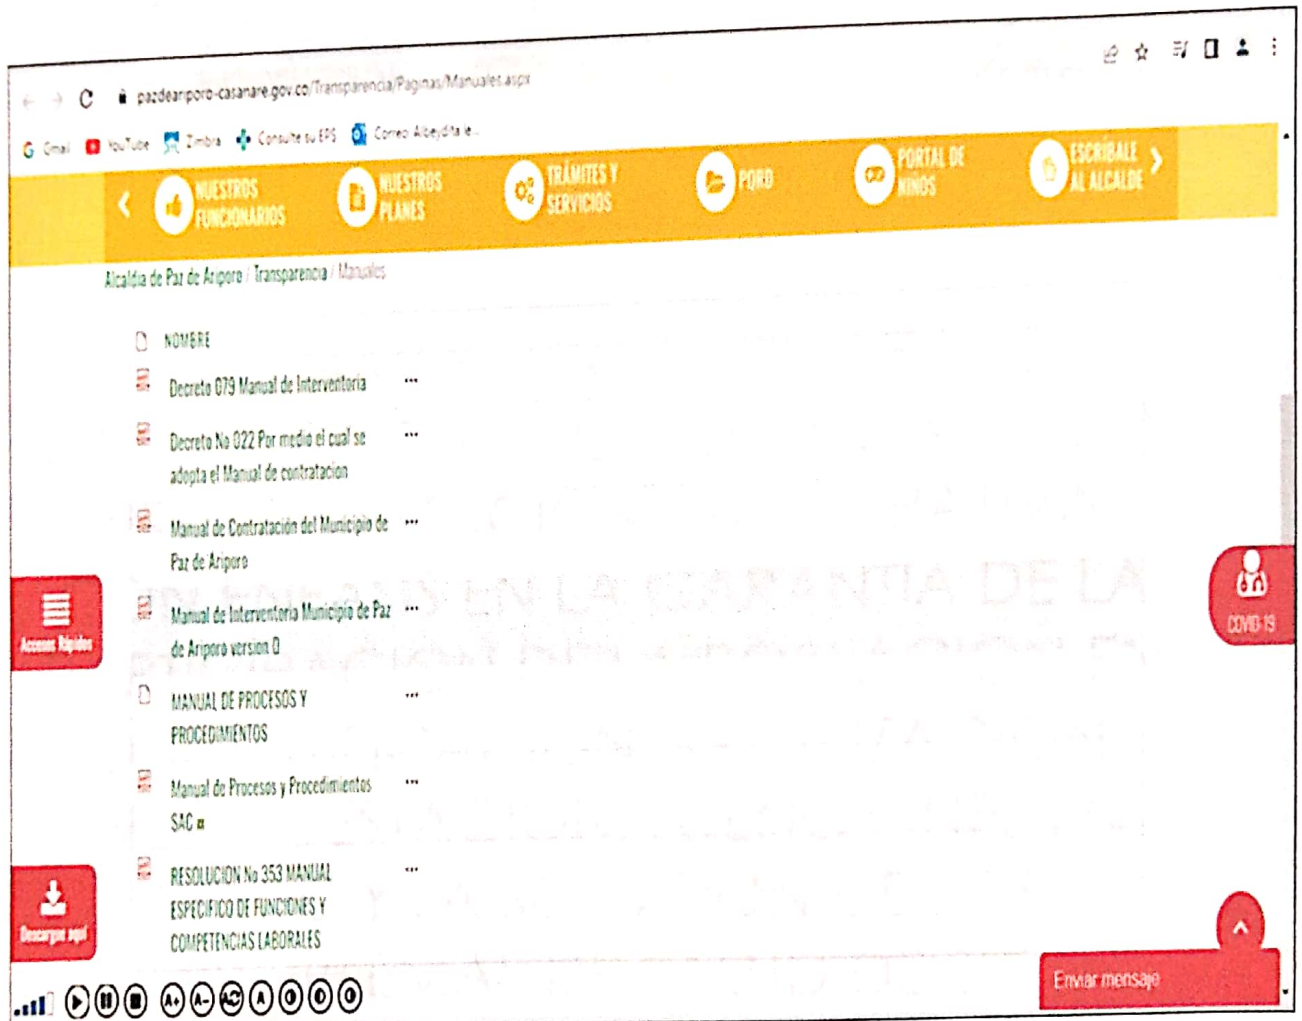 pazdeariporo-casanare.gov.co/Transparencia/Paginas/Manuales.aspx
Gmail YouTube Zimbra Consulte su EPS Correo: Albeydita le...
NUESTROS FUNCIONARIOS
NUESTROS PLANES
TRÁMITES Y SERVICIOS
PQRD
PORTAL DE NIÑOS
ESCRÍBALE AL ALCALDE
Alcaldía de Paz de Ariporo / Transparencia / Manuales
NOMBRE
Decreto 079 Manual de Interventoria ...
Decreto No 022 Por medió el cual se ...
adopta el Manual de contratacion
Manual de Contratación del Municipio de ...
Paz de Ariporo
Manual de Interventoria Municipio de Paz ...
de Ariporo version 0
MANUAL DE PROCESOS Y ...
PROCEDIMIENTOS
Manual de Procesos y Procedimientos ...
SAC
RESOLUCION No 353 MANUAL ...
ESPECIFICO DE FUNCIONES Y
COMPETENCIAS LABORALES
Accesos Rápidos
COVID-19
Descargue aquí
Enviar mensaje
A+ A- A